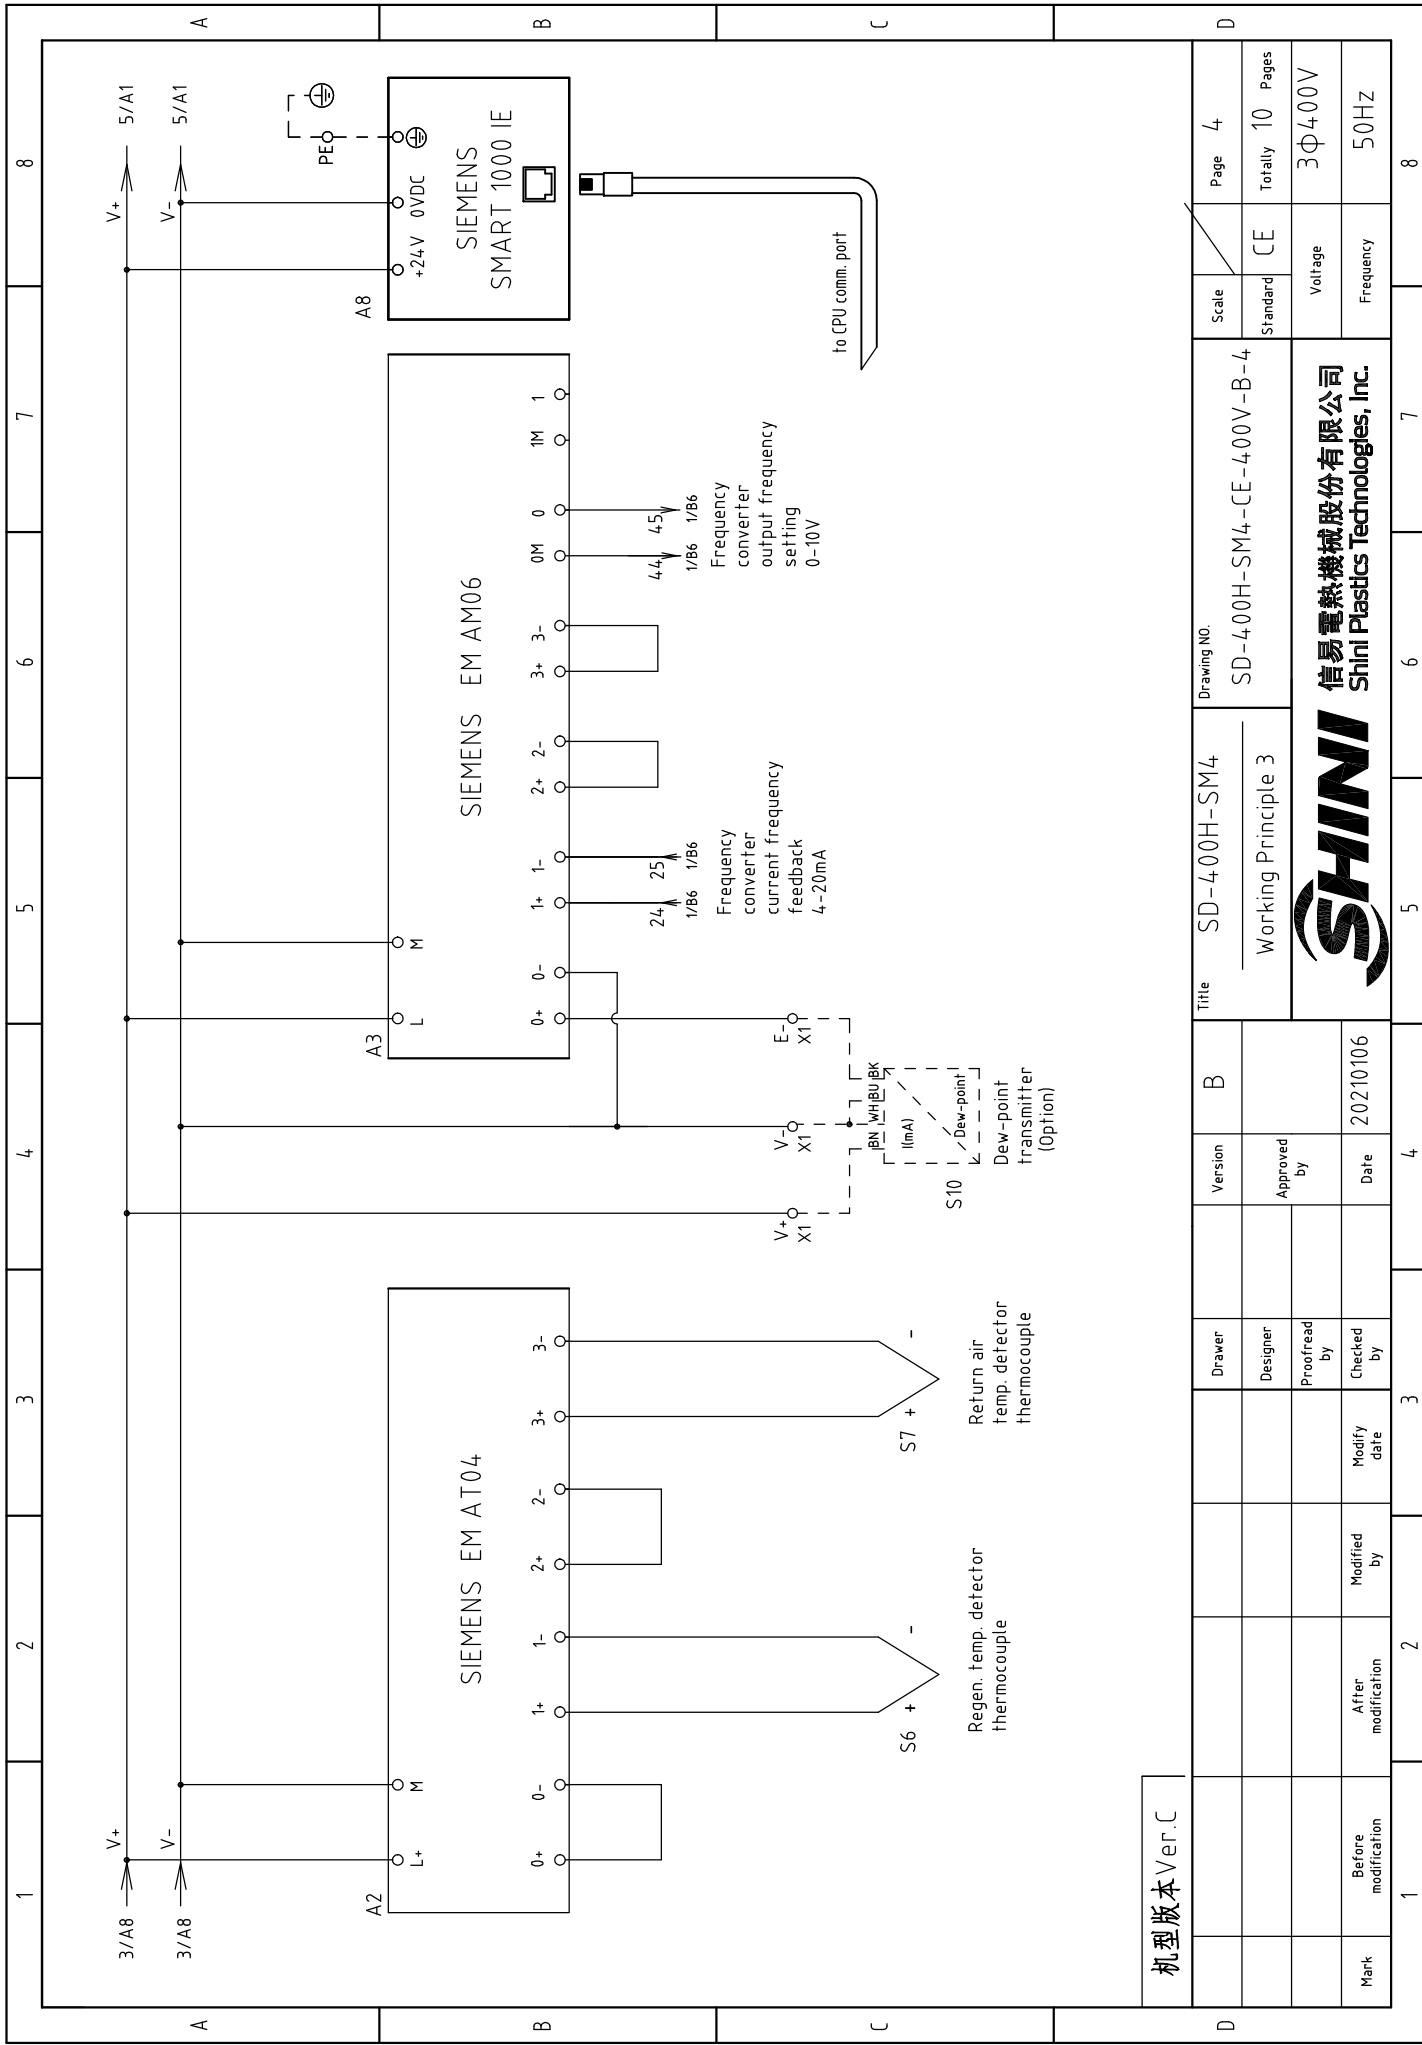 1 2 3 4 5 6 7 8
A
B
C
D
A
B
C
D
3/A8
V+
3/A8
V-
V+
5/A1
V-
5/A1
A2
L+
M
SIEMENS EM AT04
0+ 0- 1+ 1- 2+ 2- 3+ 3-
S6 + -
Regen. temp. detector
thermocouple
S7 + -
Return air
temp. detector
thermocouple
A3
L
M
SIEMENS EM AM06
0+ 0- 1+ 1- 2+ 2- 3+ 3- 0M 0 1M 1
24 25
1/B6 1/B6
Frequency
converter
current frequency
feedback
4-20mA
44 45
1/B6 1/B6
Frequency
converter
output frequency
setting
0-10V
V+
X1
V-
X1
E-
X1
BN WH BU BK
I(mA)
Dew-point
S10
Dew-point
transmitter
(Option)
A8
+24V 0VDC
PE
SIEMENS
SMART 1000 IE
to CPU comm. port
机型版本Ver.C
Mark
Before
modification
After
modification
Modified
by
Modify
date
Drawer
Designer
Proofread
by
Checked
by
Version
B
Approved
by
Date
20210106
Title
SD-400H-SM4
Working Principle 3
Drawing NO.
SD-400H-SM4-CE-400V-B-4
SHINI
信易電熱機械股份有限公司
Shini Plastics Technologies, Inc.
Scale
Page 4
Standard
CE
Totally 10 Pages
Voltage
3Φ400V
Frequency
50HZ
1 2 3 4 5 6 7 8